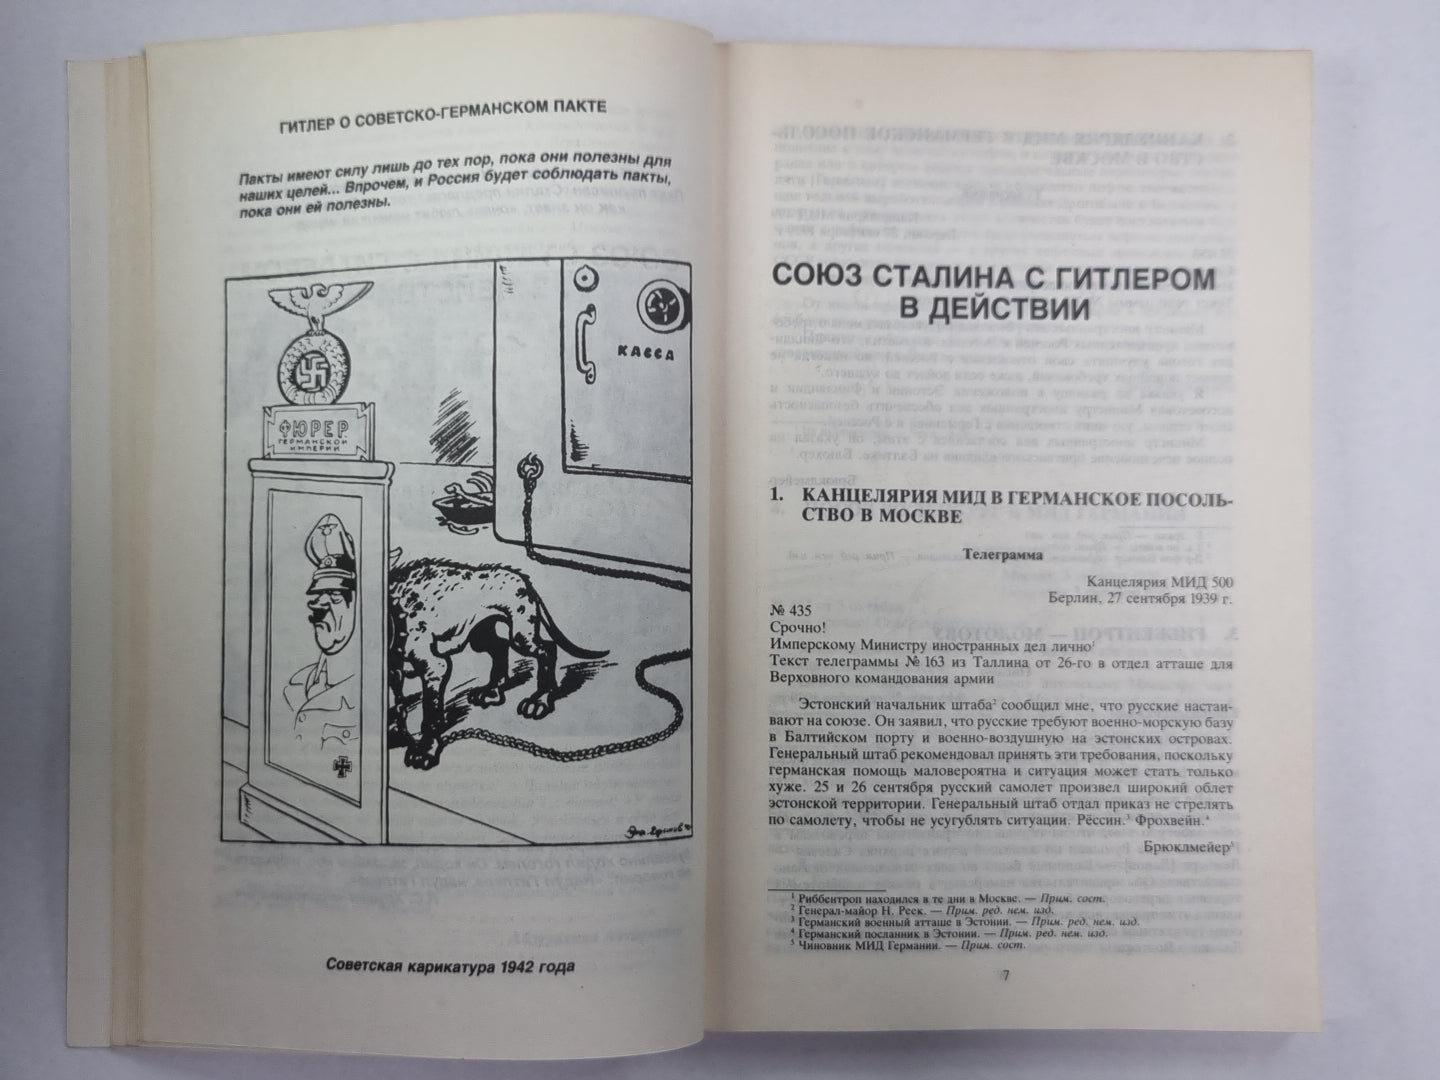 ГИТЛЕР О СОВЕТСКО-ГЕРМАНСКОМ ПАКТЕ
Пакты имеют силу лишь до тех пор, пока они полезны для
наших целей... Впрочем, и Россия будет соблюдать пакты,
пока они ей полезны.
КАССА
ФЮРЕР
ГЕРМАНСКОЙ
ИМПЕРИИ
Советская карикатура 1942 года
СОЮЗ СТАЛИНА С ГИТЛЕРОМ
В ДЕЙСТВИИ
1. КАНЦЕЛЯРИЯ МИД В ГЕРМАНСКОЕ ПОСОЛЬ-
СТВО В МОСКВЕ
Телеграмма
Канцелярия МИД 500
Берлин, 27 сентября 1939 г.
№ 435
Срочно!
Имперскому Министру иностранных дел лично¹
Текст телеграммы № 163 из Таллина от 26-го в отдел атташе для
Верховного командования армии
Эстонский начальник штаба² сообщил мне, что русские настаи-
вают на союзе. Он заявил, что русские требуют военно-морскую базу
в Балтийском порту и военно-воздушную на эстонских островах.
Генеральный штаб рекомендовал принять эти требования, поскольку
германская помощь маловероятна и ситуация может стать только
хуже. 25 и 26 сентября русский самолет произвел широкий облет
эстонской территории. Генеральный штаб отдал приказ не стрелять
по самолету, чтобы не усугублять ситуации. Рёссин.³ Фрохвейн.⁴
Брюклмейер⁵
¹ Риббентроп находился в те дни в Москве. — Прим. сост.
² Генерал-майор Н. Реек. — Прим. ред. нем. изд.
³ Германский военный атташе в Эстонии. — Прим. ред. нем. изд.
⁴ Германский посланник в Эстонии. — Прим. ред. нем. изд.
⁵ Чиновник МИД Германии. — Прим. сост.
7